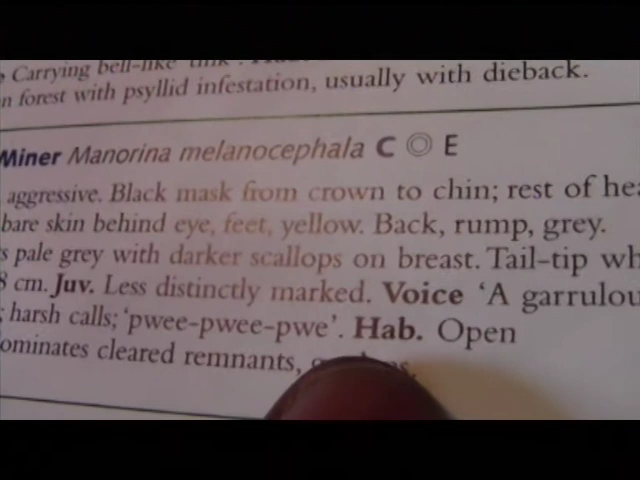 Carrying bell-like
n forest with psyllid infestation, usually with dieback.
Miner Manorina melanocephala C ◎ E
aggressive. Black mask from crown to chin; rest of hea
bare skin behind eye, feet, yellow. Back, rump, grey.
s pale grey with darker scallops on breast. Tail-tip wh
8 cm. Juv. Less distinctly marked. Voice ‘A garrulou
; harsh calls; ‘pwee-pwee-pwe’. Hab. Open
ominates cleared remnants,